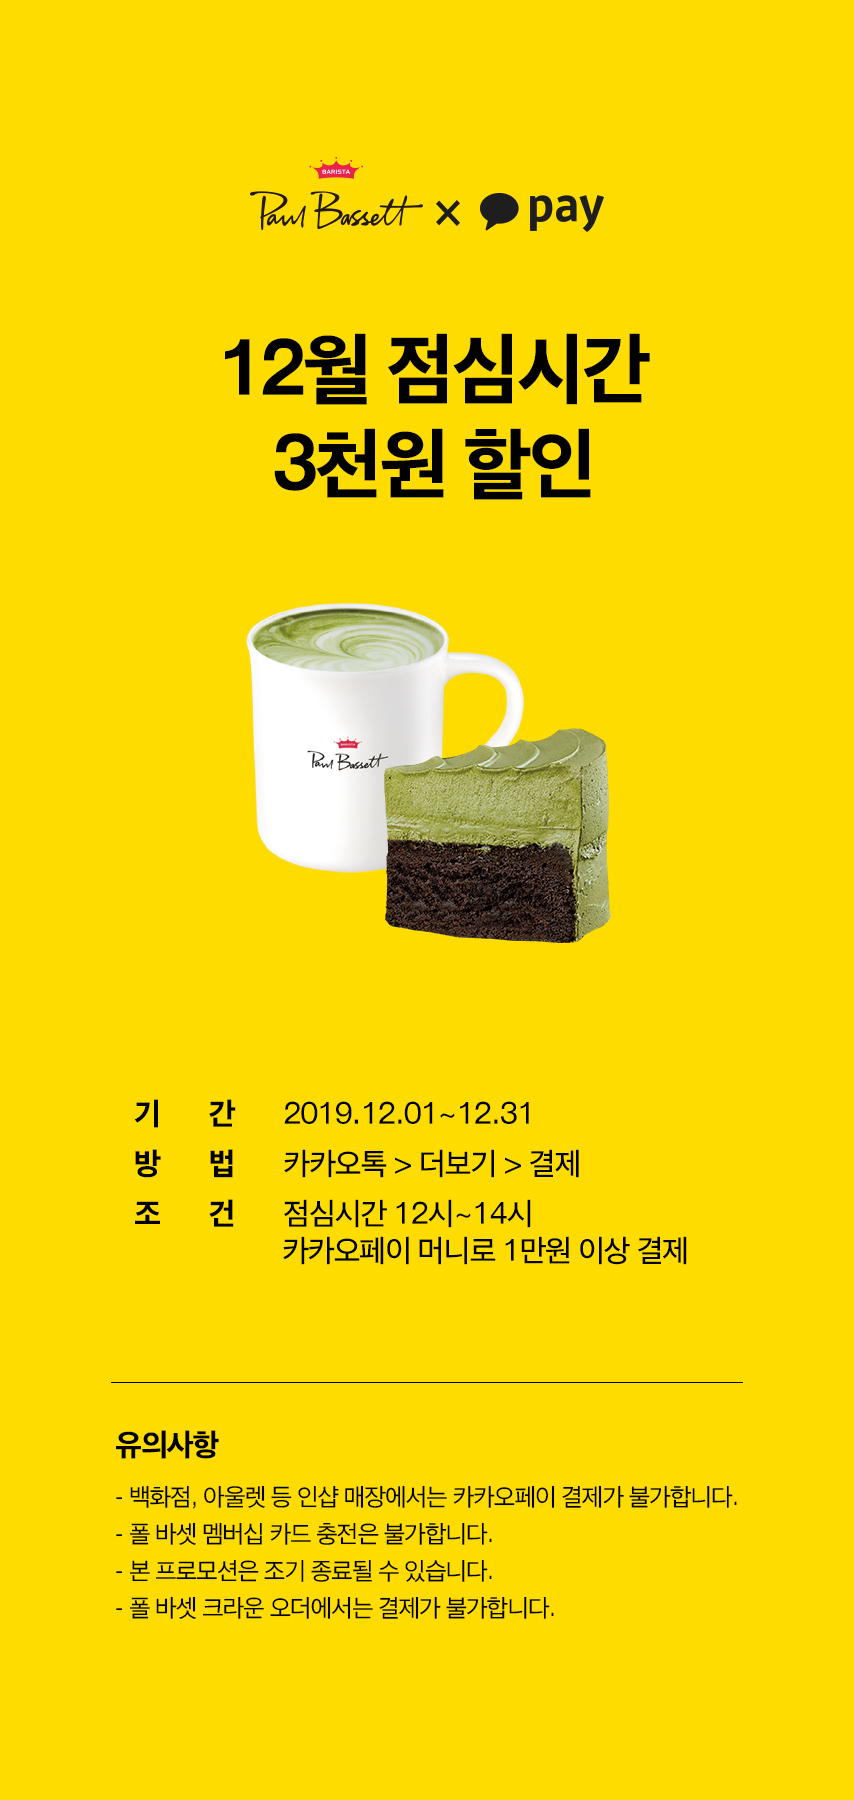 BARISTA
Paul Bassett × pay
12월 점심시간
3천원 할인
BARISTA
Paul Bassett
기 간 2019.12.01~12.31
방 법 카카오톡 > 더보기 > 결제
조 건 점심시간 12시~14시
카카오페이 머니로 1만원 이상 결제
유의사항
- 백화점, 아울렛 등 인샵 매장에서는 카카오페이 결제가 불가합니다.
- 폴 바셋 멤버십 카드 충전은 불가합니다.
- 본 프로모션은 조기 종료될 수 있습니다.
- 폴 바셋 크라운 오더에서는 결제가 불가합니다.